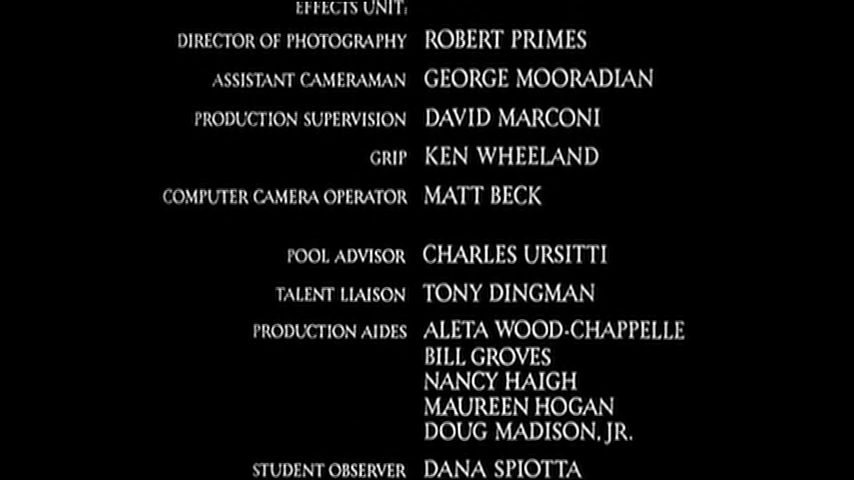 EFFECTS UNIT:
DIRECTOR OF PHOTOGRAPHY ROBERT PRIMES
ASSISTANT CAMERAMAN GEORGE MOORADIAN
PRODUCTION SUPERVISION DAVID MARCONI
GRIP KEN WHEELAND
COMPUTER CAMERA OPERATOR MATT BECK
POOL ADVISOR CHARLES URSITTI
TALENT LIAISON TONY DINGMAN
PRODUCTION AIDES ALETA WOOD-CHAPPELLE
BILL GROVES
NANCY HAIGH
MAUREEN HOGAN
DOUG MADISON, JR.
STUDENT OBSERVER DANA SPIOTTA